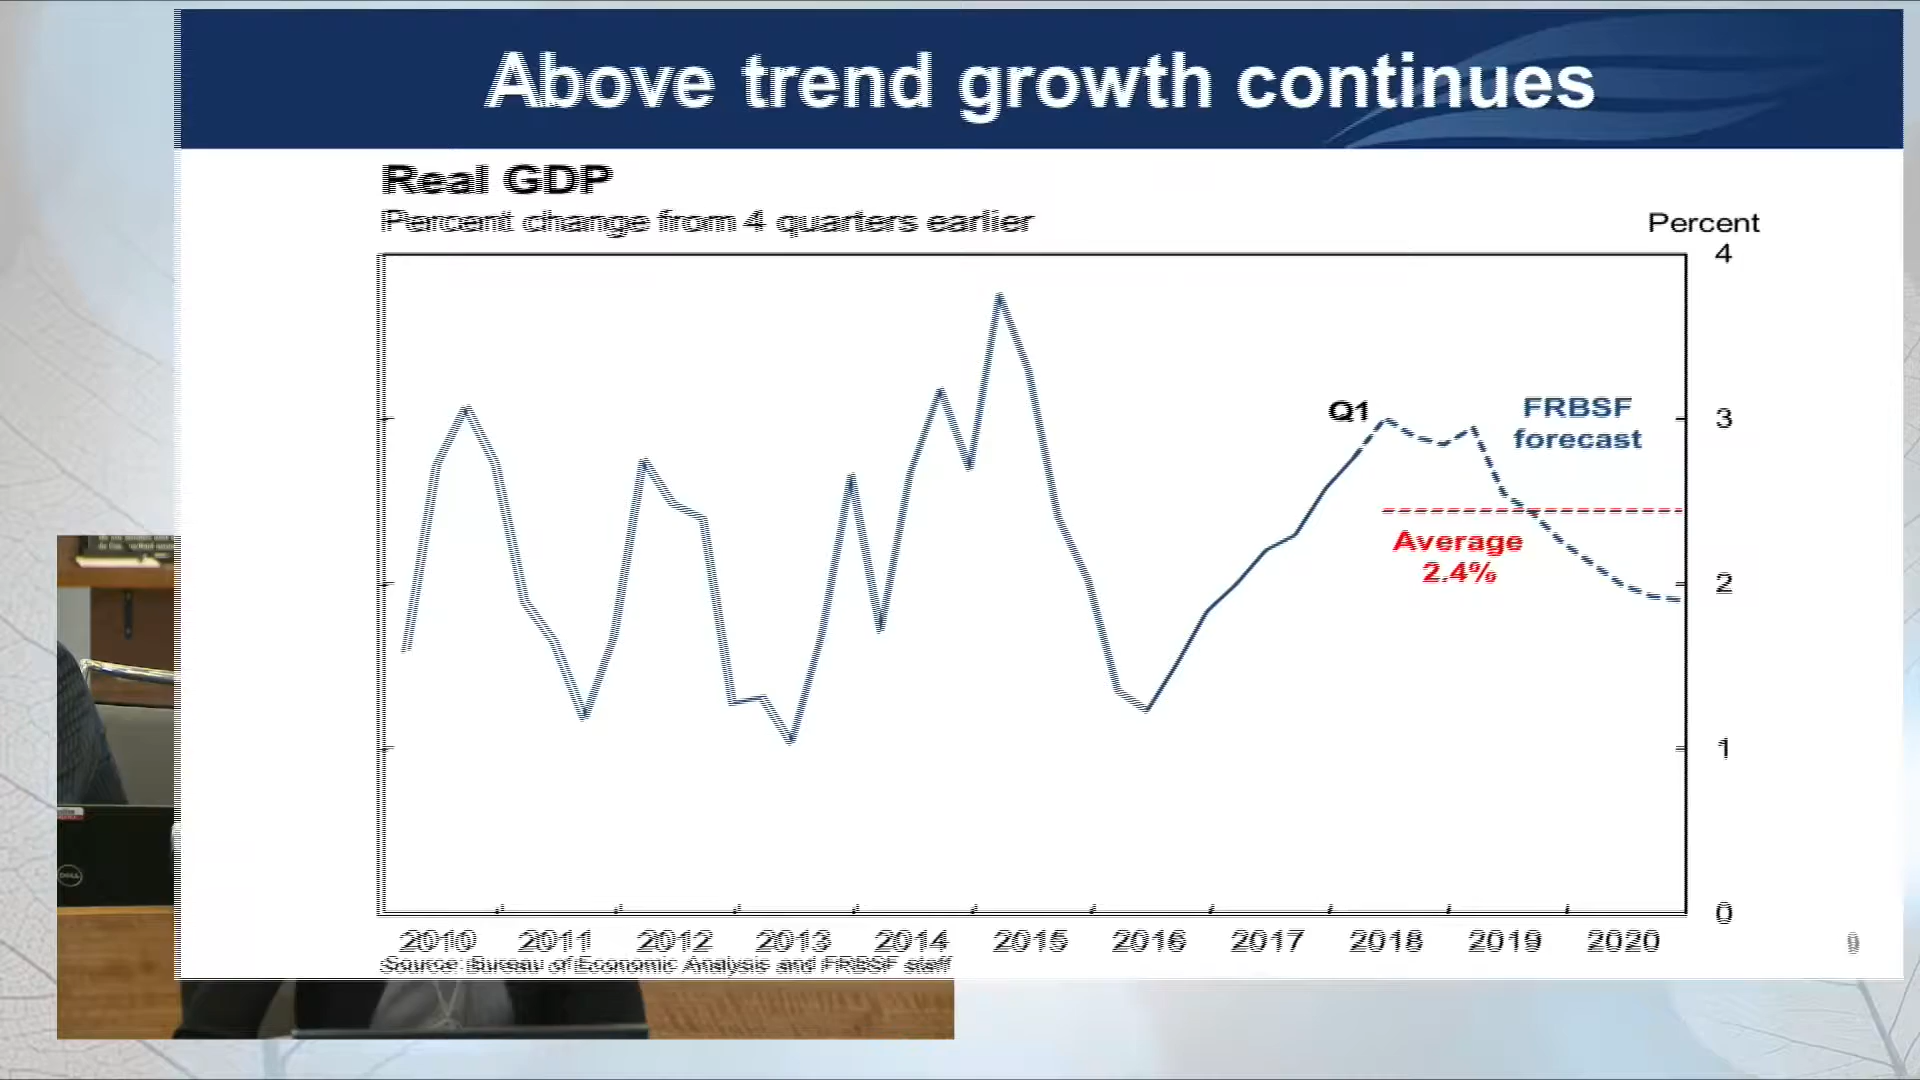 Above trend growth continues
Real GDP
Percent change from 4 quarters earlier
Percent
4
Q1
FRBSF
forecast
3
Average
2.4%
2
1
0
2010 2011 2012 2013 2014 2015 2016 2017 2018 2019 2020
Source: Bureau of Economic Analysis and FRBSF staff
DELL